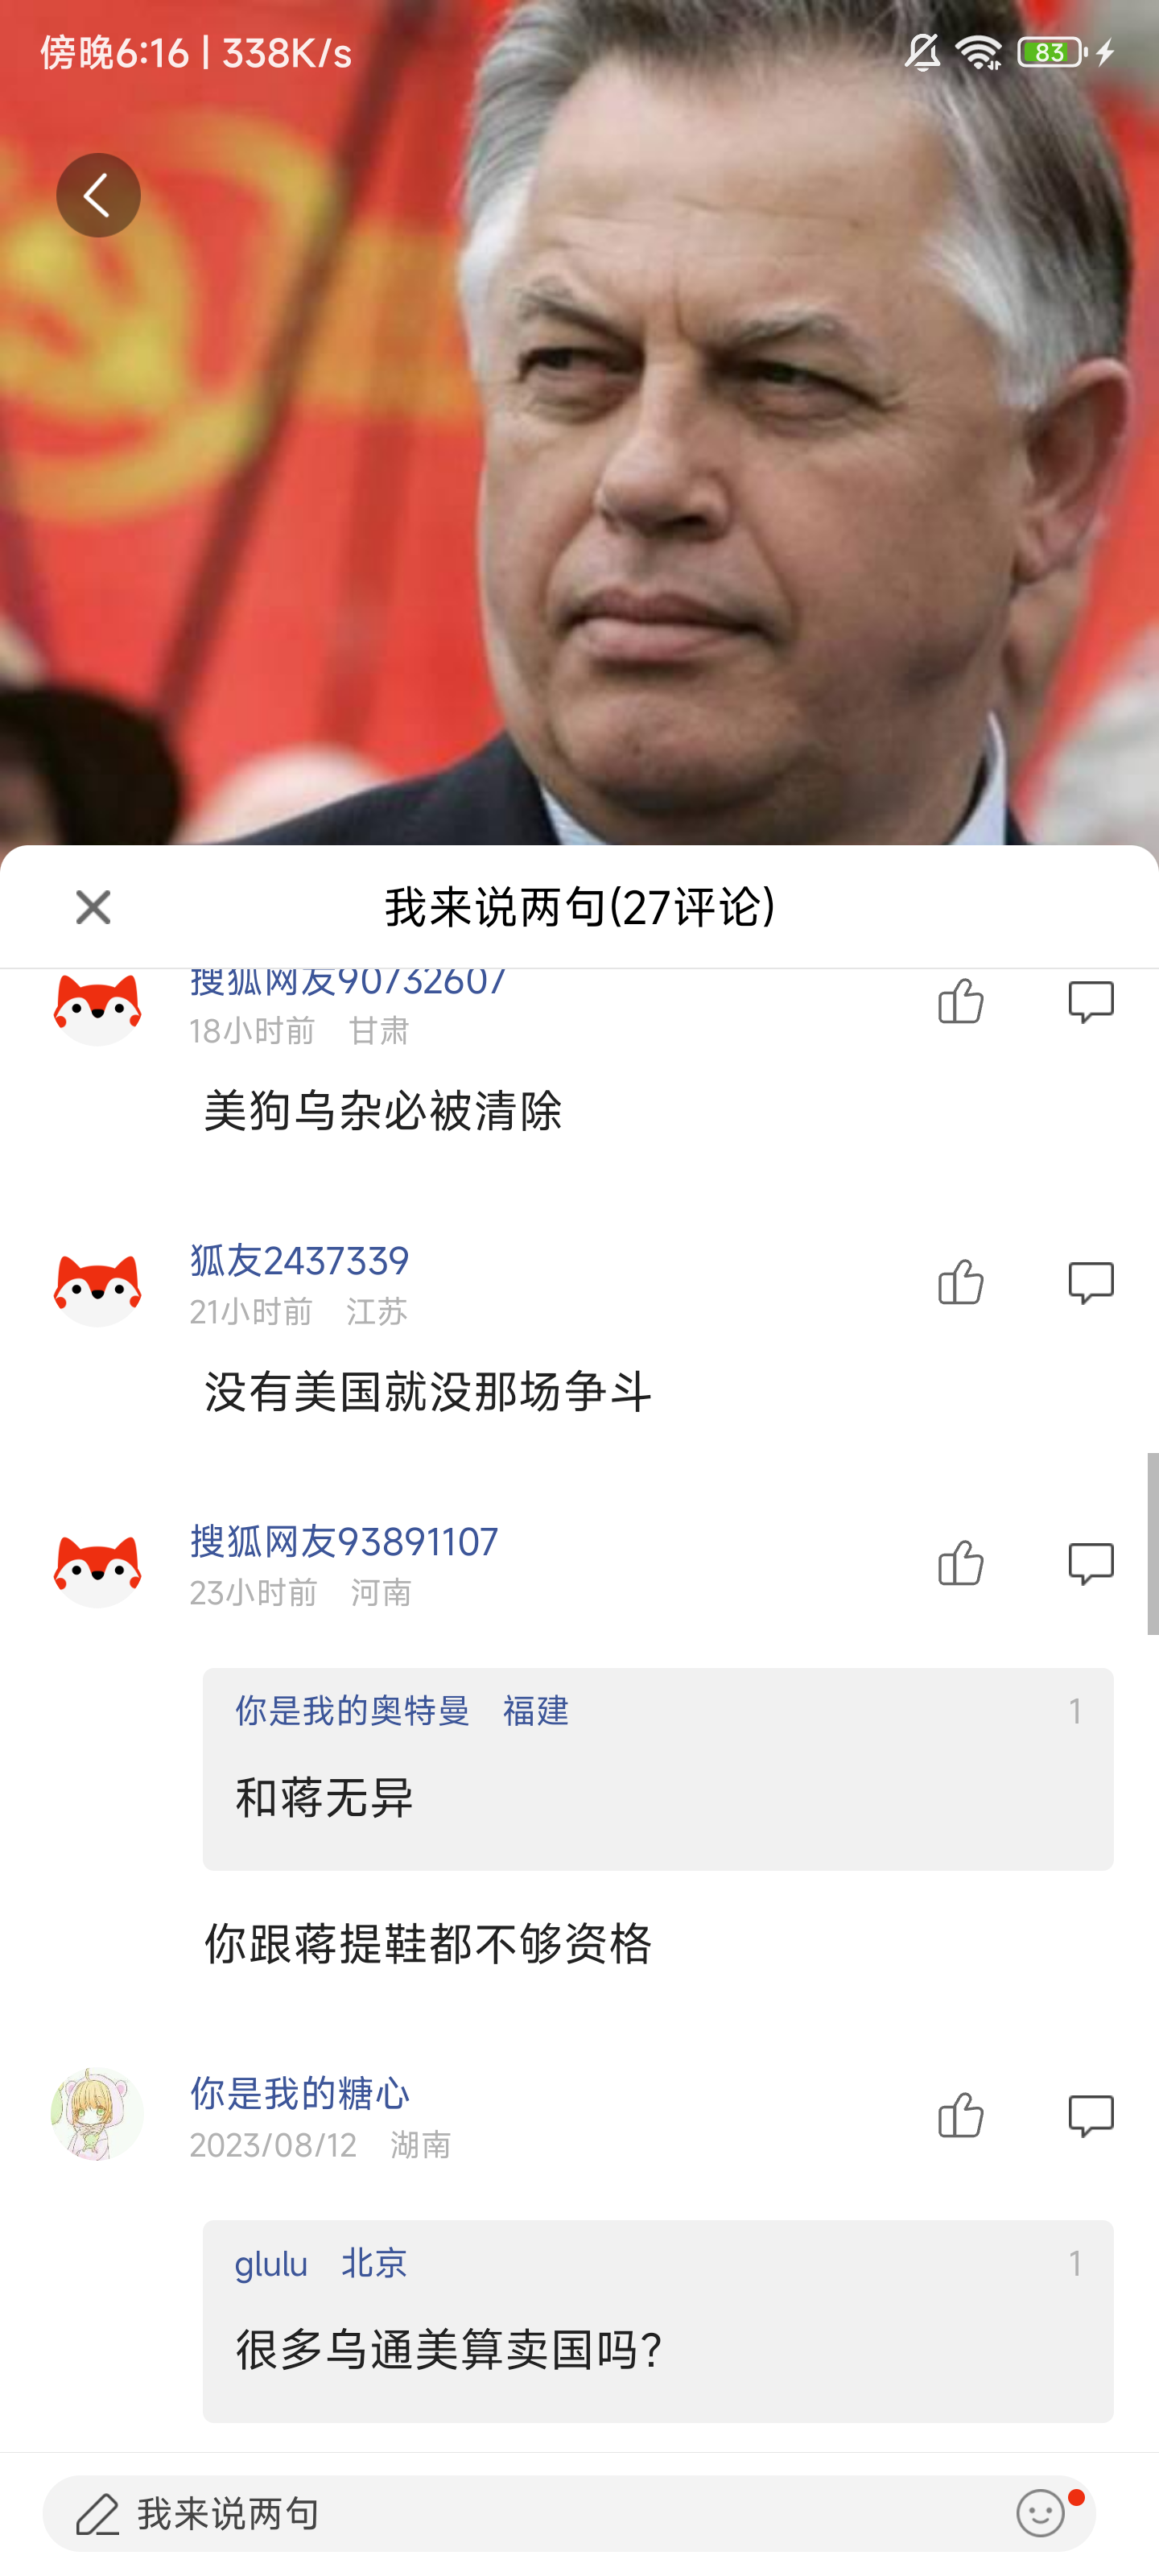 傍晚6:16 | 338K/s
83
我来说两句(27评论)
搜狐网友90732607
18小时前 甘肃
美狗乌杂必被清除
狐友2437339
21小时前 江苏
没有美国就没那场争斗
搜狐网友93891107
23小时前 河南
你是我的奥特曼 福建 1
和蒋无异
你跟蒋提鞋都不够资格
你是我的糖心
2023/08/12 湖南
glulu 北京 1
很多乌通美算卖国吗?
我来说两句